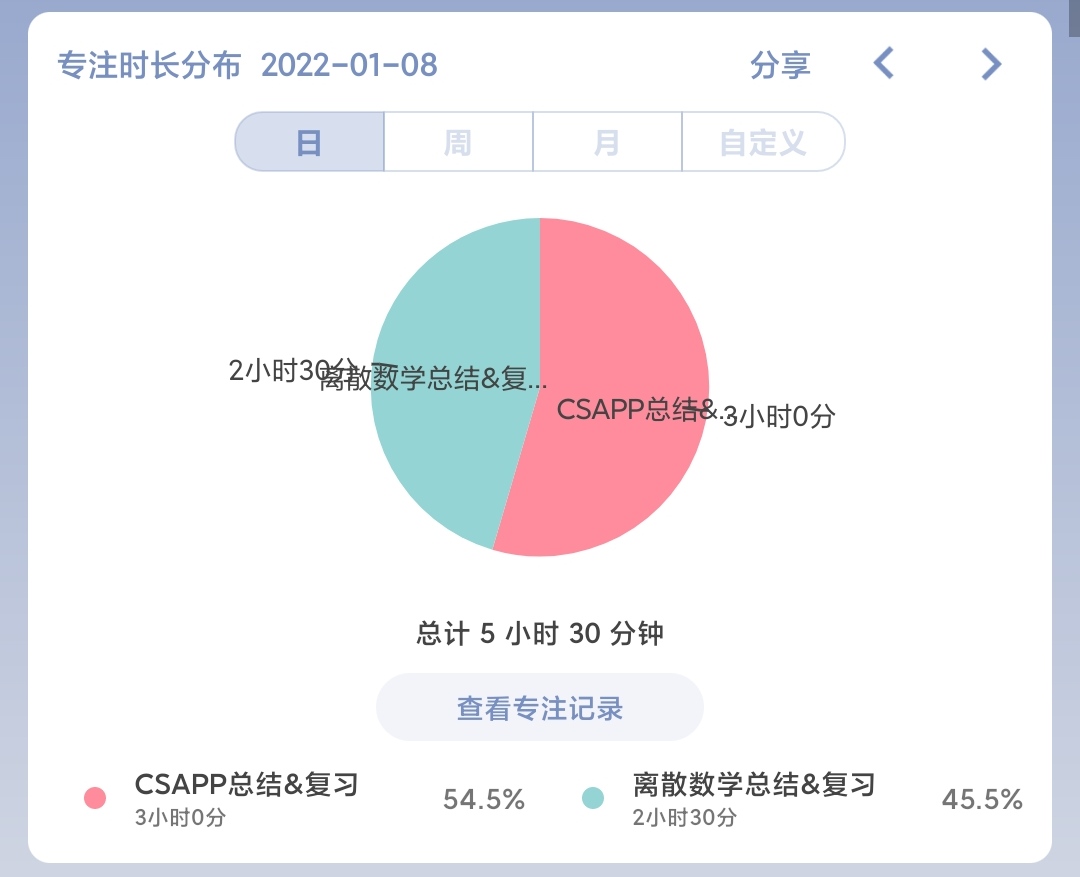 专注时长分布 2022-01-08 分享
日 周 月 自定义
2小时30分
离散数学总结&复...
CSAPP总结&...
3小时0分
总计 5 小时 30 分钟
查看专注记录
CSAPP总结&复习 54.5%
3小时0分
离散数学总结&复习 45.5%
2小时30分